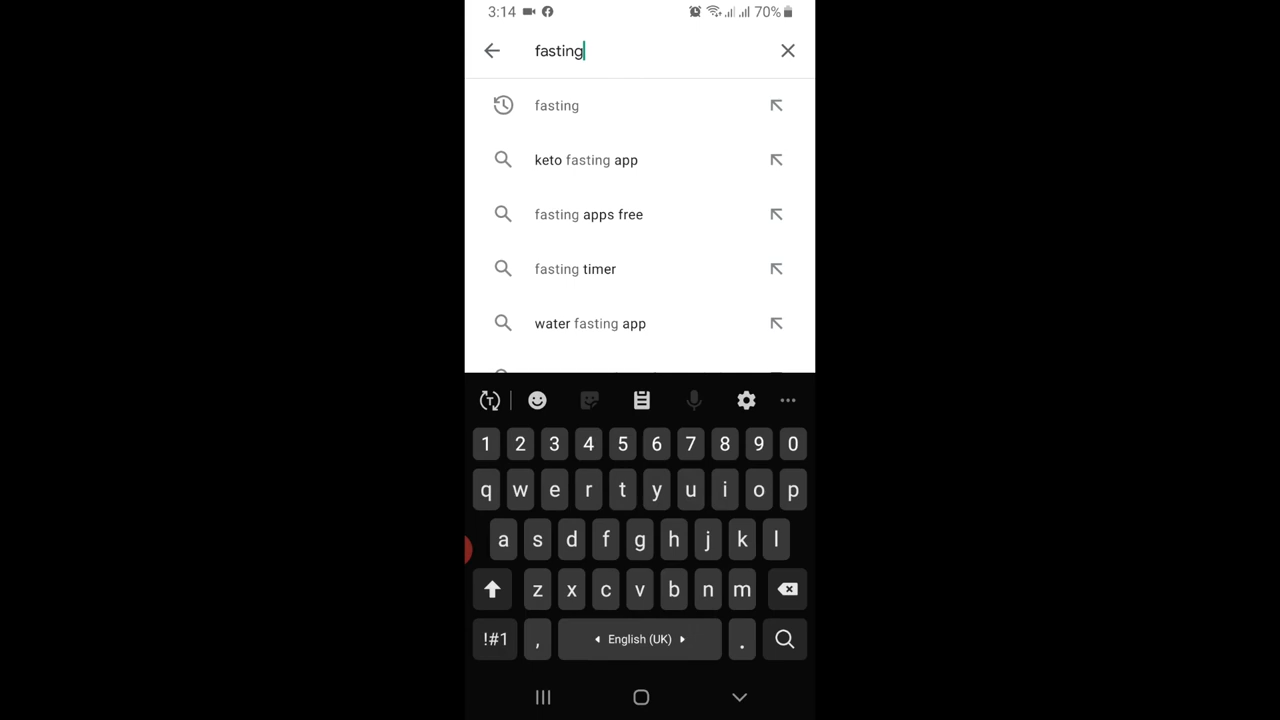 3:14 70%
fasting
fasting
keto fasting app
fasting apps free
fasting timer
water fasting app
1 2 3 4 5 6 7 8 9 0
q w e r t y u i o p
a s d f g h j k l
z x c v b n m
!#1 , English (UK) .